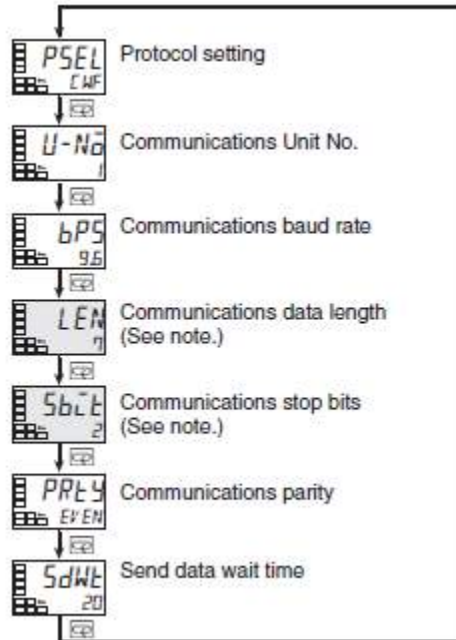 PSEL
CWF
Protocol setting
U-No
1
Communications Unit No.
bPS
9.6
Communications baud rate
LEN
7
Communications data length
(See note.)
Sbit
2
Communications stop bits
(See note.)
PRtY
EVEN
Communications parity
SdWt
20
Send data wait time